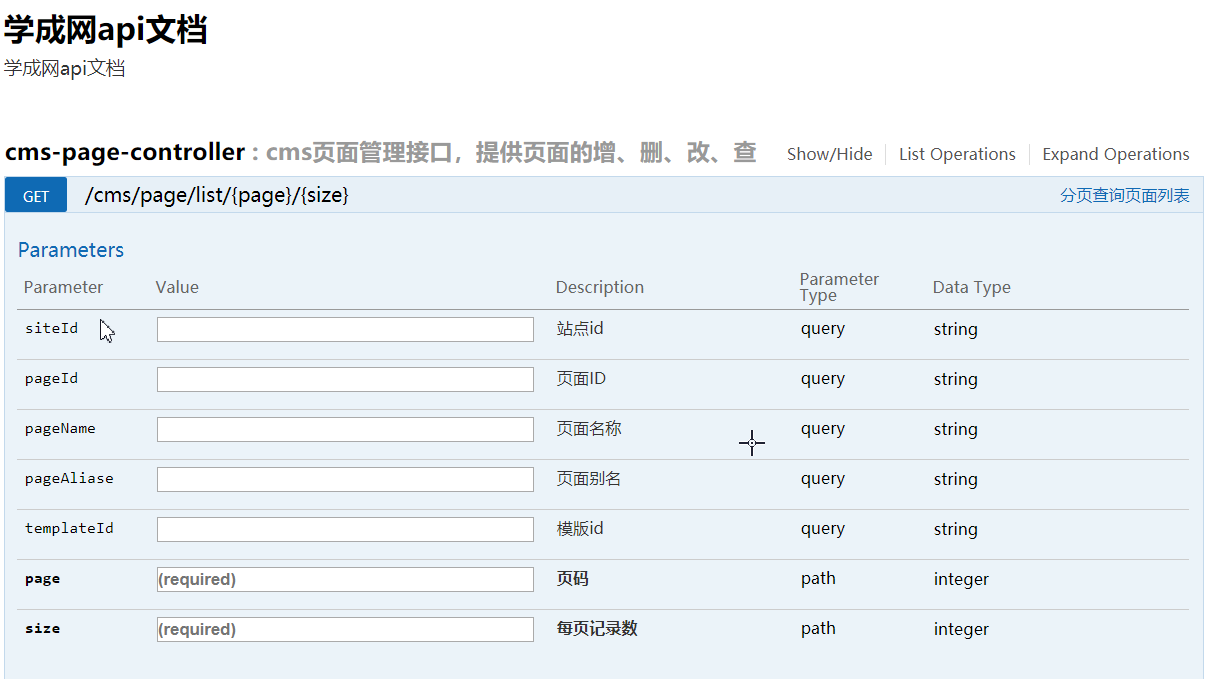 学成网api文档
学成网api文档
cms-page-controller : cms页面管理接口，提供页面的增、删、改、查 Show/Hide List Operations Expand Operations
GET /cms/page/list/{page}/{size} 分页查询页面列表
Parameters
Parameter Value Description Parameter Type Data Type
siteId 站点id query string
pageId 页面ID query string
pageName 页面名称 query string
pageAliase 页面别名 query string
templateId 模版id query string
page (required) 页码 path integer
size (required) 每页记录数 path integer